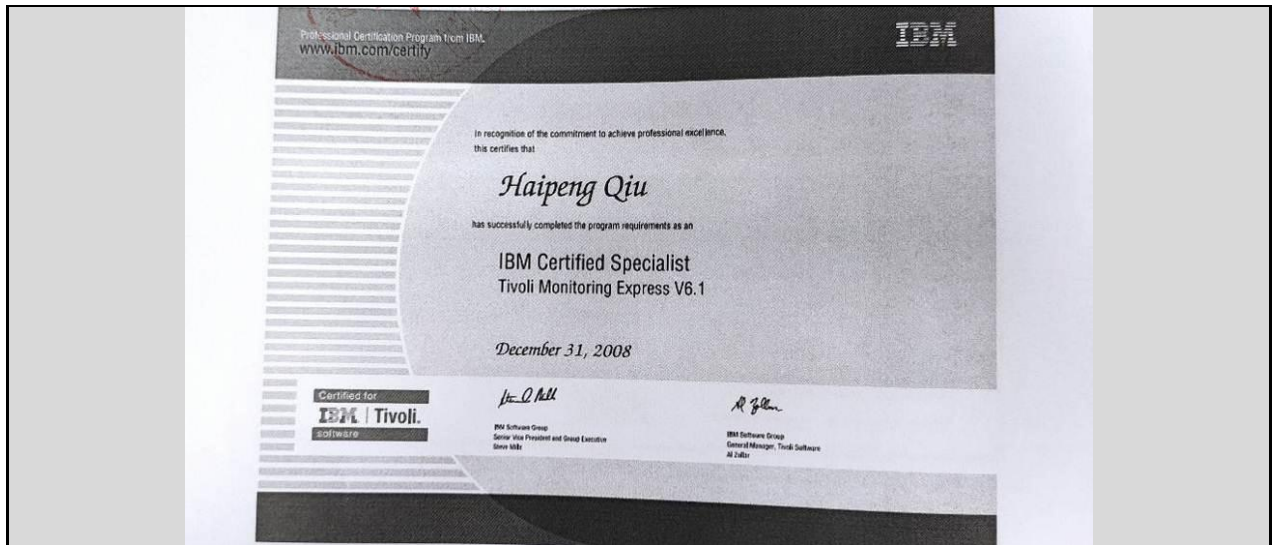 Professional Certification Program from IBM.
www.ibm.com/certify
IBM
In recognition of the commitment to achieve professional excellence,
this certifies that
Haipeng Qiu
has successfully completed the program requirements as an
IBM Certified Specialist
Tivoli Monitoring Express V6.1
December 31, 2008
Certified for
IBM | Tivoli.
software
IBM Software Group
Senior Vice President and Group Executive
Steve Mills
IBM Software Group
General Manager, Tivoli Software
Al Zollar